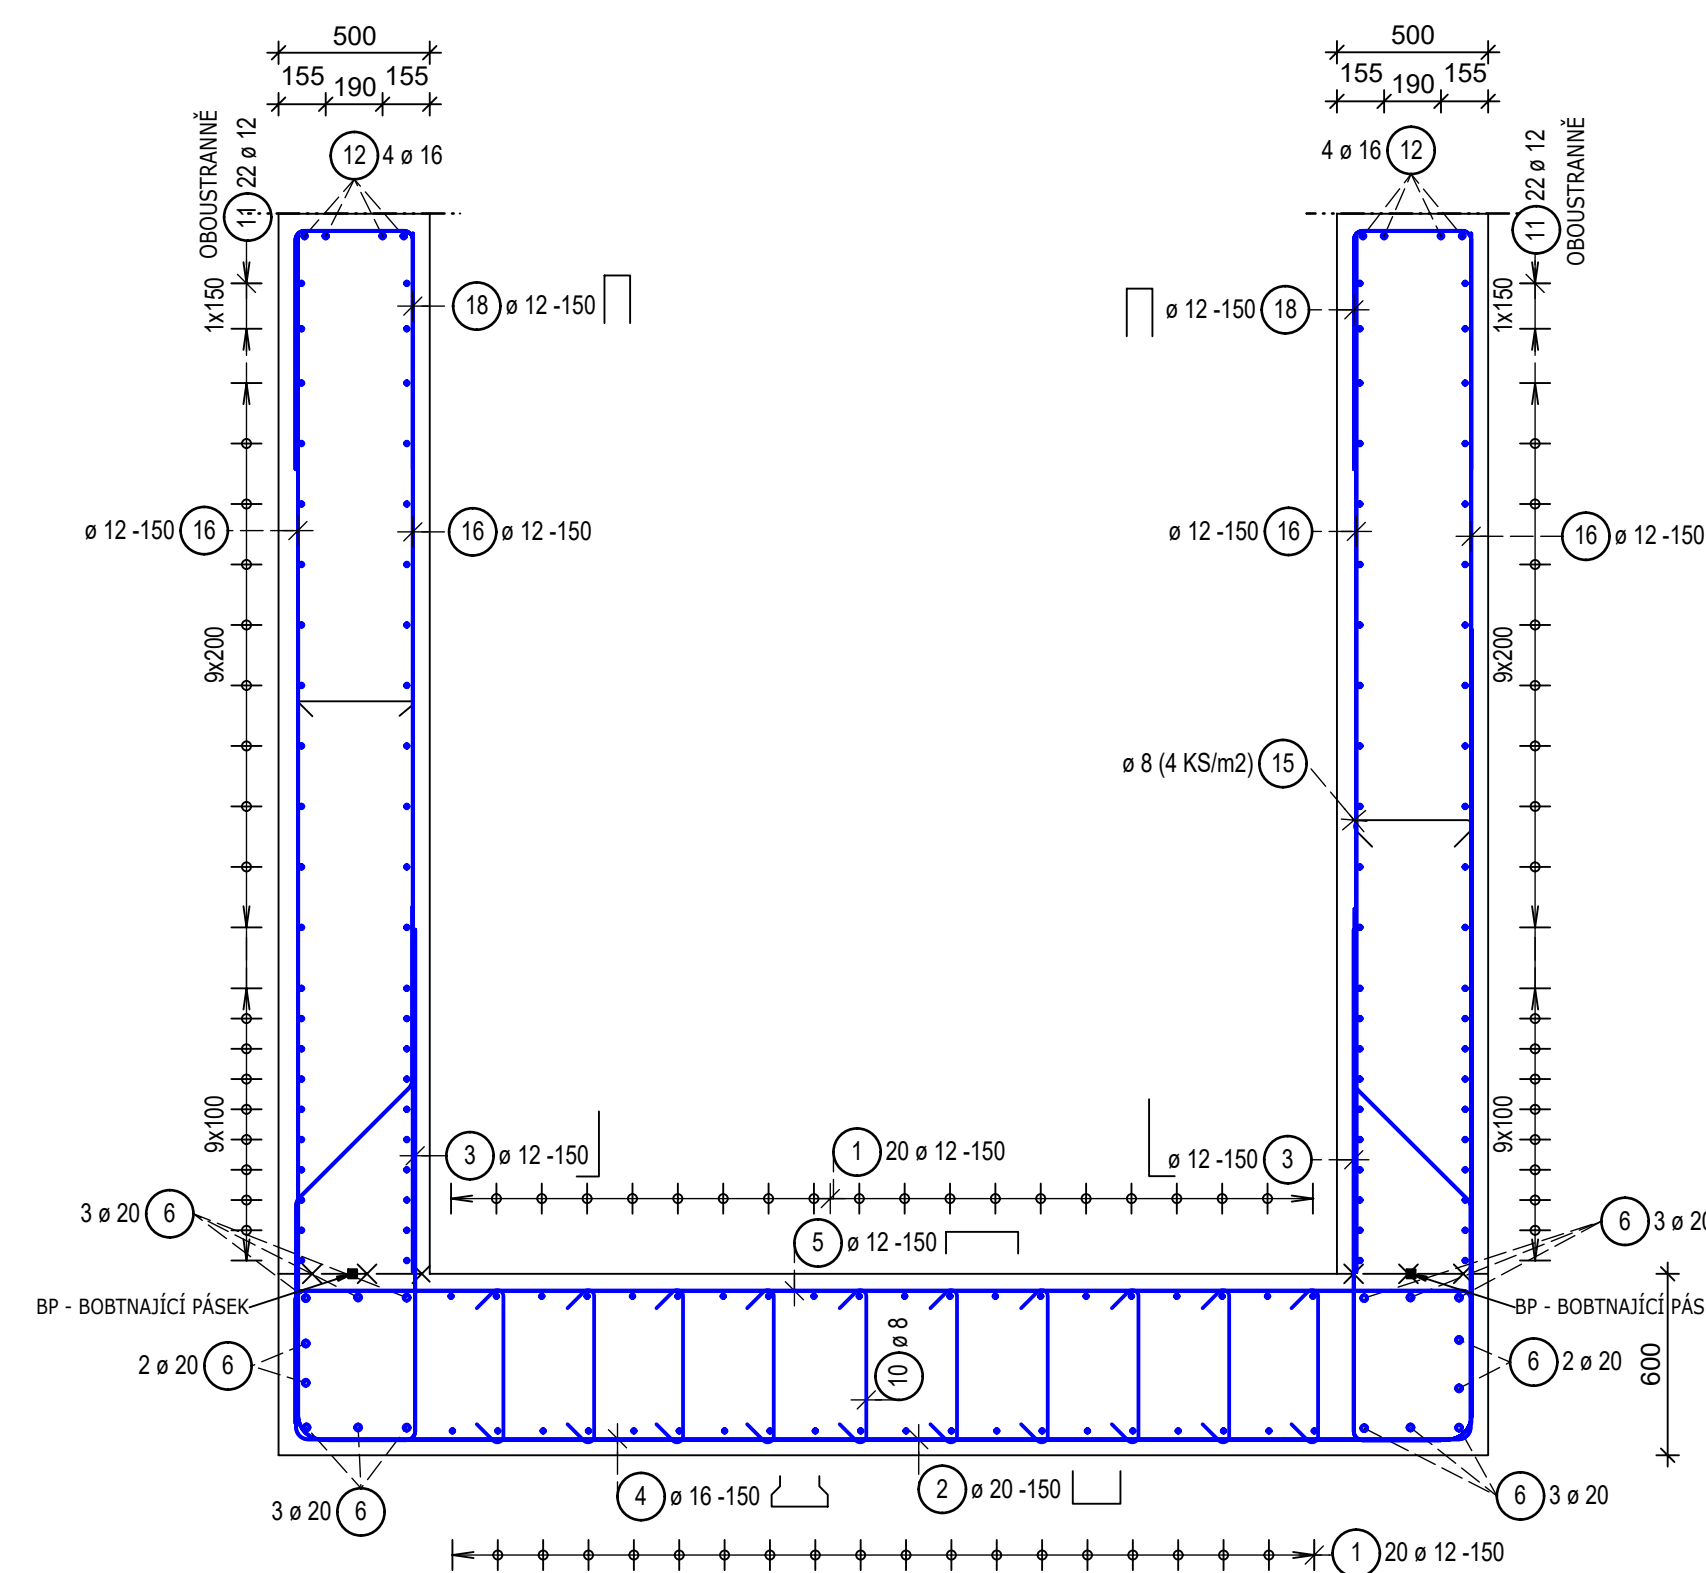 500
500
155 190 155
155 190 155
OBOUSTRANNĚ
11 22 ø 12
12 4 ø 16
4 ø 16 12
11 22 ø 12
OBOUSTRANNĚ
1x150
18 ø 12 -150
ø 12 -150 18
1x150
ø 12 -150 16
16 ø 12 -150
ø 12 -150 16
16 ø 12 -150
9x200
9x200
ø 8 (4 KS/m2) 15
9x100
3 ø 12 -150
1 20 ø 12 -150
ø 12 -150 3
9x100
3 ø 20 6
5 ø 12 -150
6 3 ø 20
BP - BOBTNAJÍCÍ PÁSEK
BP - BOBTNAJÍCÍ PÁS
2 ø 20 6
10 ø 8
6 2 ø 20
600
3 ø 20 6
4 ø 16 -150
2 ø 20 -150
6 3 ø 20
1 20 ø 12 -150